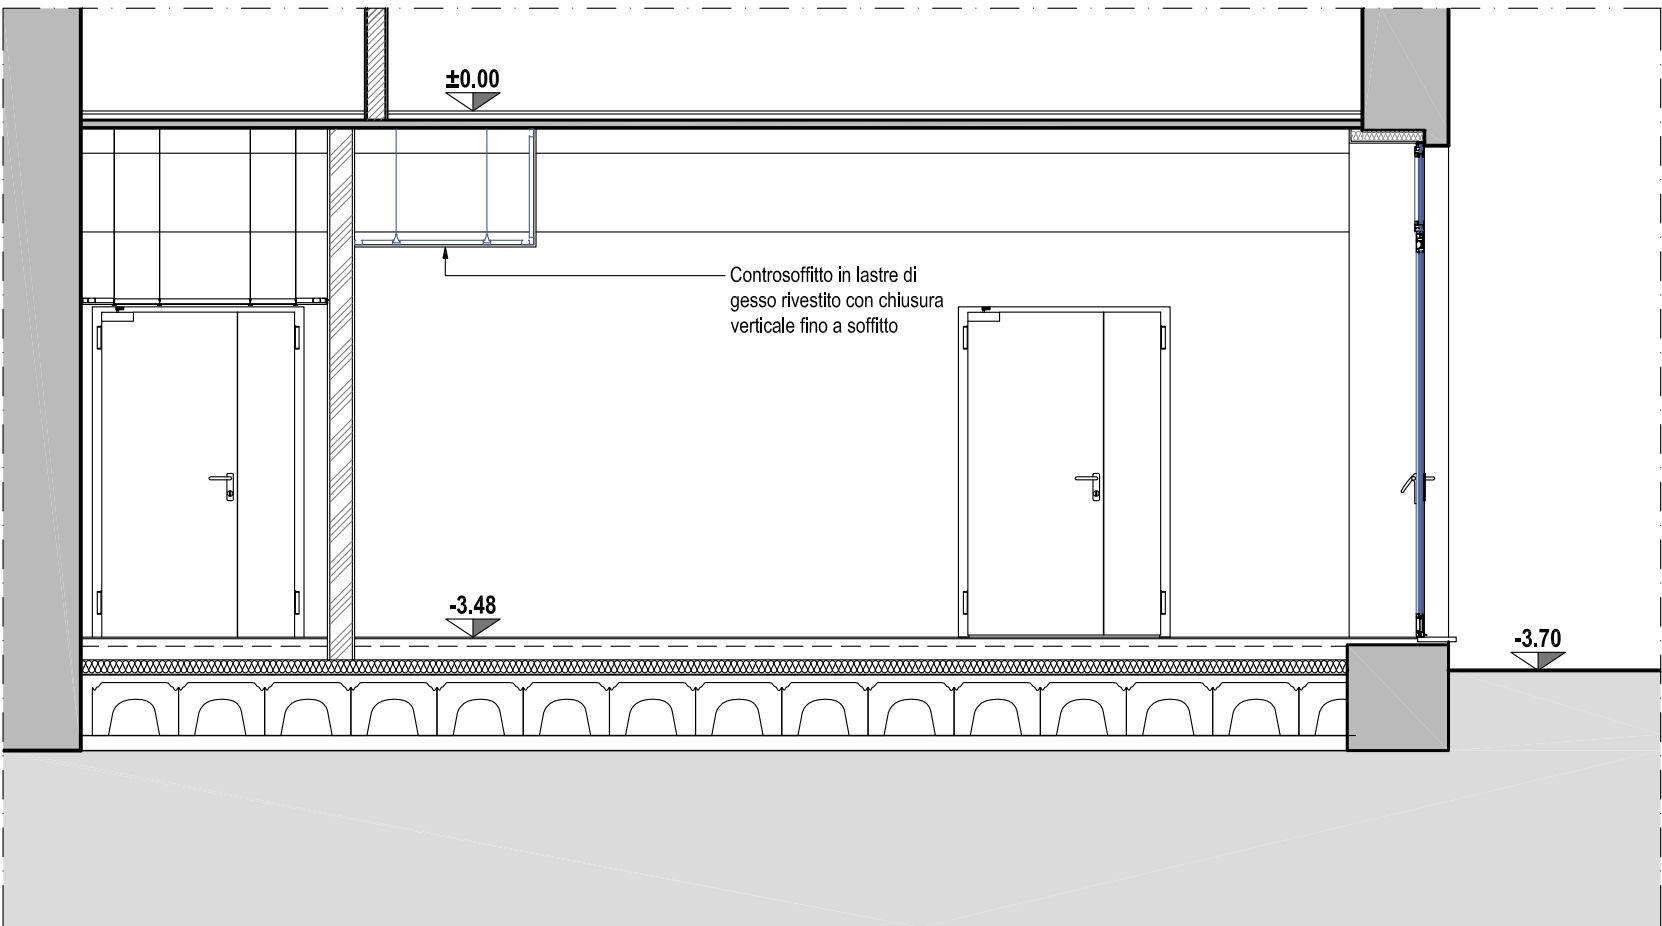 ±0.00
Controsoffitto in lastre di
gesso rivestito con chiusura
verticale fino a soffitto
-3.48
-3.70